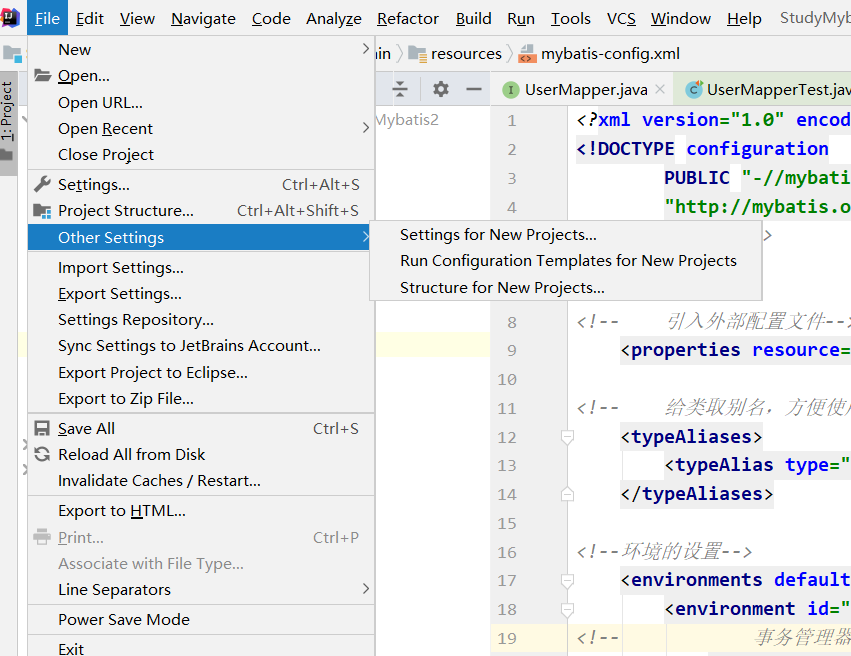 File Edit View Navigate Code Analyze Refactor Build Run Tools VCS Window Help StudyMyb
resources mybatis-config.xml
UserMapper.java UserMapperTest.jav
1: Project
Mybatis2
New
Open...
Open URL...
Open Recent
Close Project
Settings... Ctrl+Alt+S
Project Structure... Ctrl+Alt+Shift+S
Other Settings
Import Settings...
Export Settings...
Settings Repository...
Sync Settings to JetBrains Account...
Export Project to Eclipse...
Export to Zip File...
Save All Ctrl+S
Reload All from Disk
Invalidate Caches / Restart...
Export to HTML...
Print... Ctrl+P
Associate with File Type...
Line Separators
Power Save Mode
Exit
Settings for New Projects...
Run Configuration Templates for New Projects
Structure for New Projects...
1 <?xml version="1.0" encod
2 <!DOCTYPE configuration
3 PUBLIC "-//mybati
4 "http://mybatis.o
>
8 <!-- 引入外部配置文件-->
9 <properties resource=
10
11 <!-- 给类取别名，方便使用
12 <typeAliases>
13 <typeAlias type="
14 </typeAliases>
15
16 <!--环境的设置-->
17 <environments default
18 <environment id="
19 <!-- 事务管理器